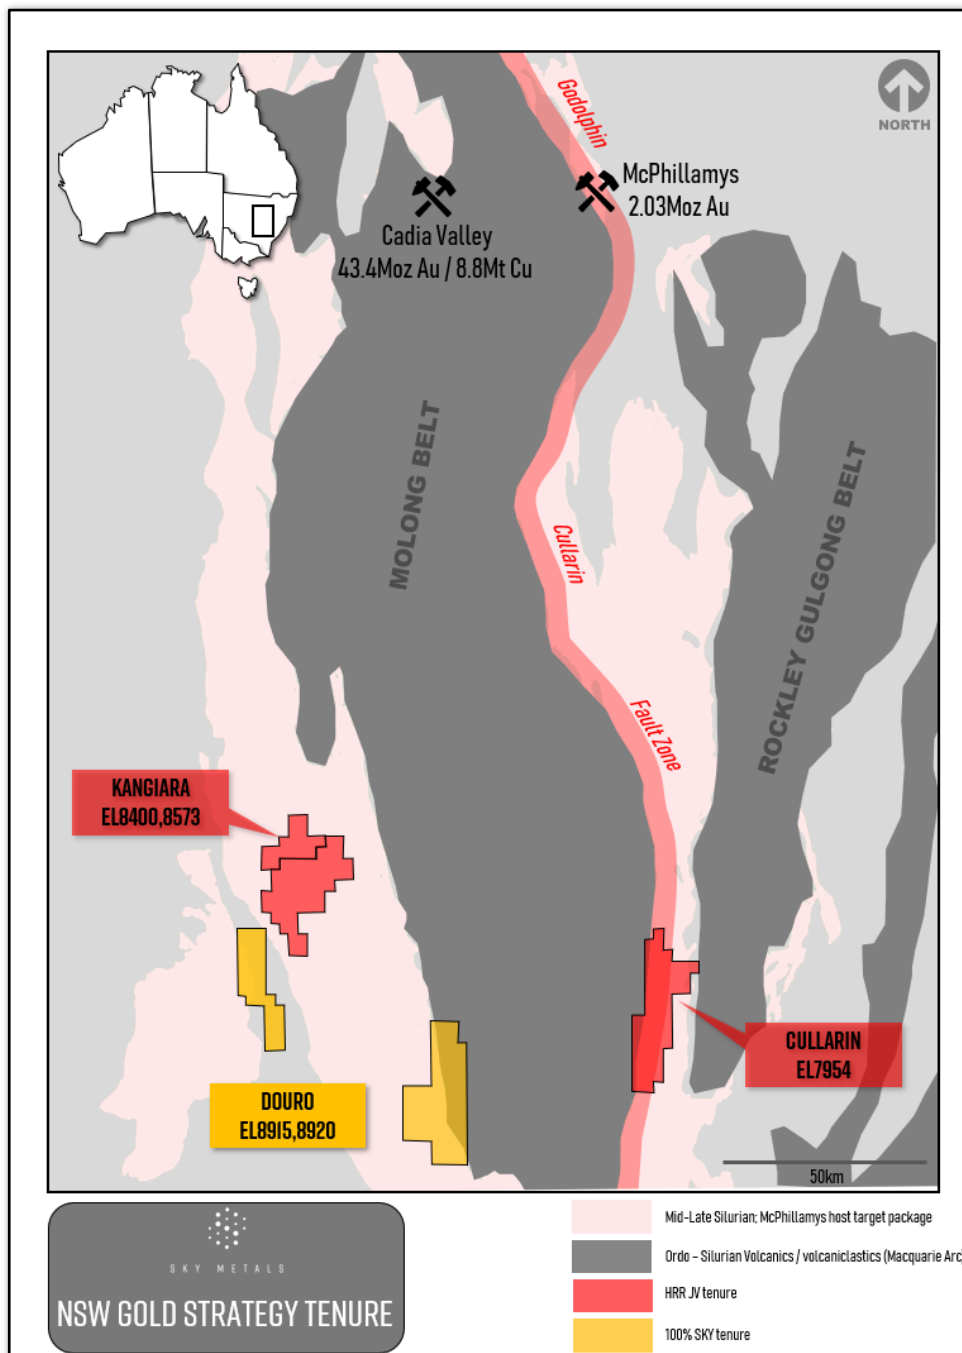 NORTH
Godolphin
McPhillamys
2.03Moz Au
Cadia Valley
43.4Moz Au / 8.8Mt Cu
MOLONG BELT
Cullarin
ROCKLEY GULGONG BELT
Fault Zone
KANGIARA
EL8400,8573
CULLARIN
EL7954
DOURO
EL8915,8920
50km
SKY METALS
NSW GOLD STRATEGY TENURE
Mid-Late Silurian; McPhillamys host target package
Ordo - Silurian Volcanics / volcaniclastics (Macquarie Arc)
HRR JV tenure
100% SKY tenure